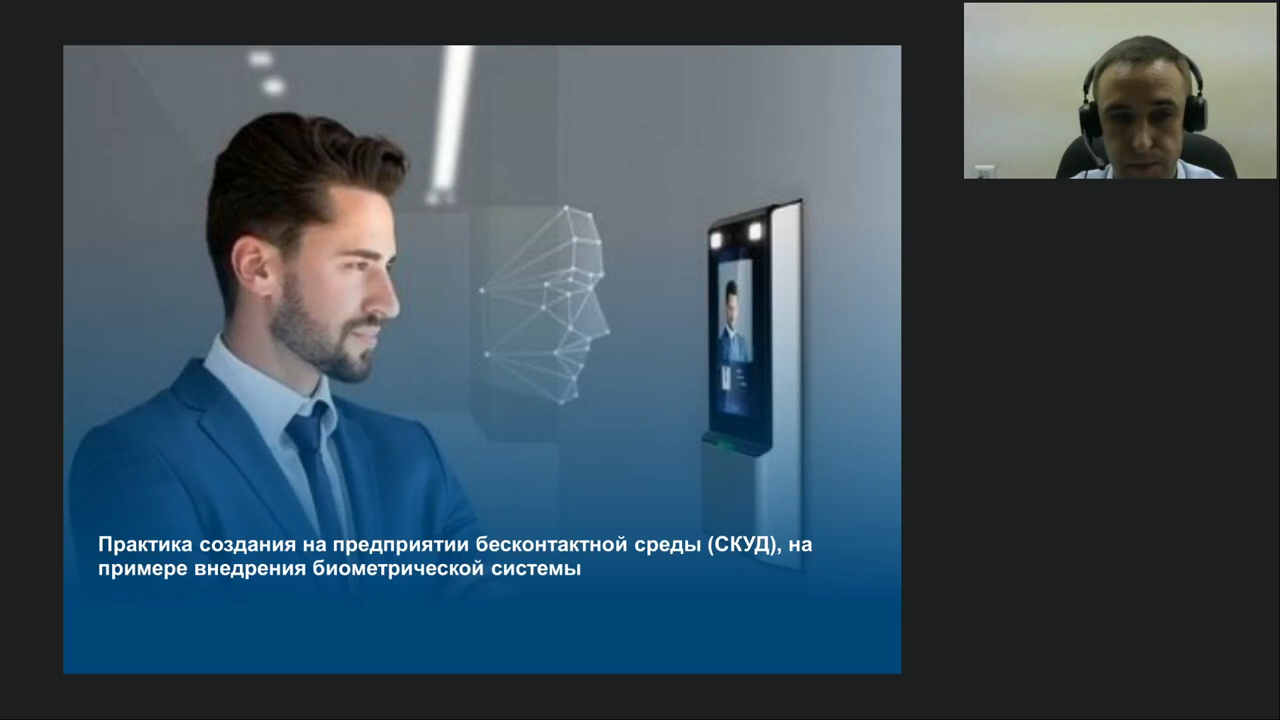 Практика создания на предприятии бесконтактной среды (СКУД), на
примере внедрения биометрической системы